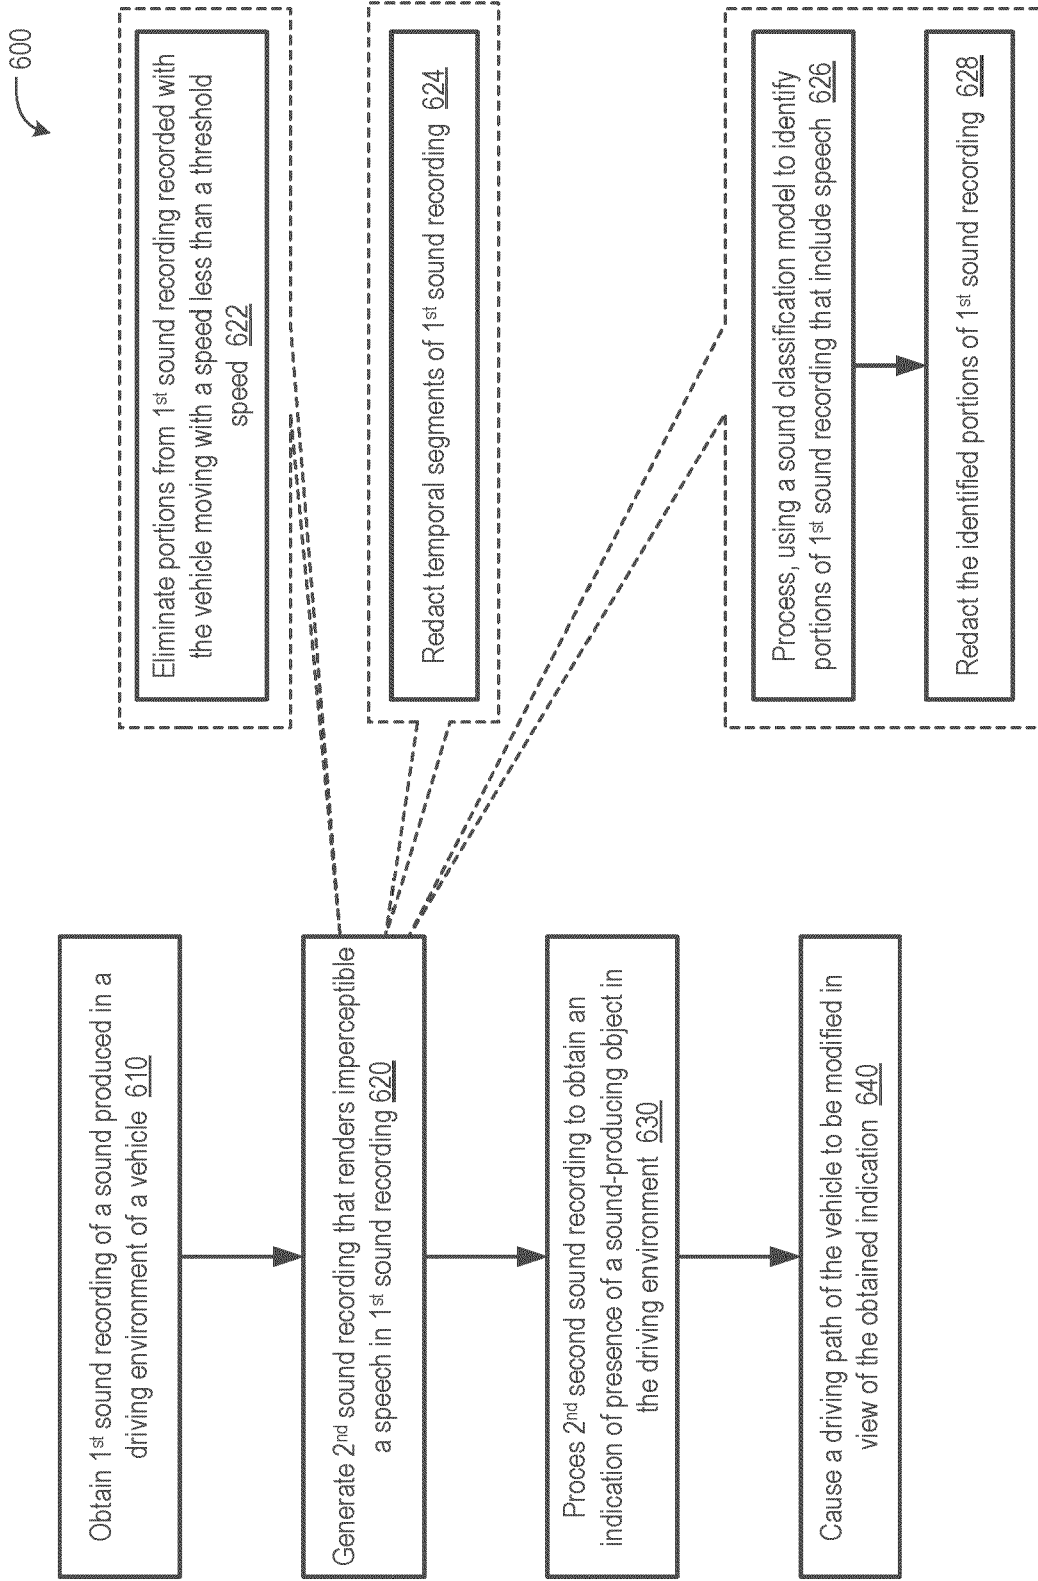 600
Obtain 1st sound recording of a sound produced in a
driving environment of a vehicle 610
Generate 2nd sound recording that renders imperceptible
a speech in 1st sound recording 620
Proces 2nd second sound recording to obtain an
indication of presence of a sound-producing object in
the driving environment 630
Cause a driving path of the vehicle to be modified in
view of the obtained indication 640
Eliminate portions from 1st sound recording recorded with
the vehicle moving with a speed less than a threshold
speed 622
Redact temporal segments of 1st sound recording 624
Process, using a sound classification model to identify
portions of 1st sound recording that include speech 626
Redact the identified portions of 1st sound recording 628